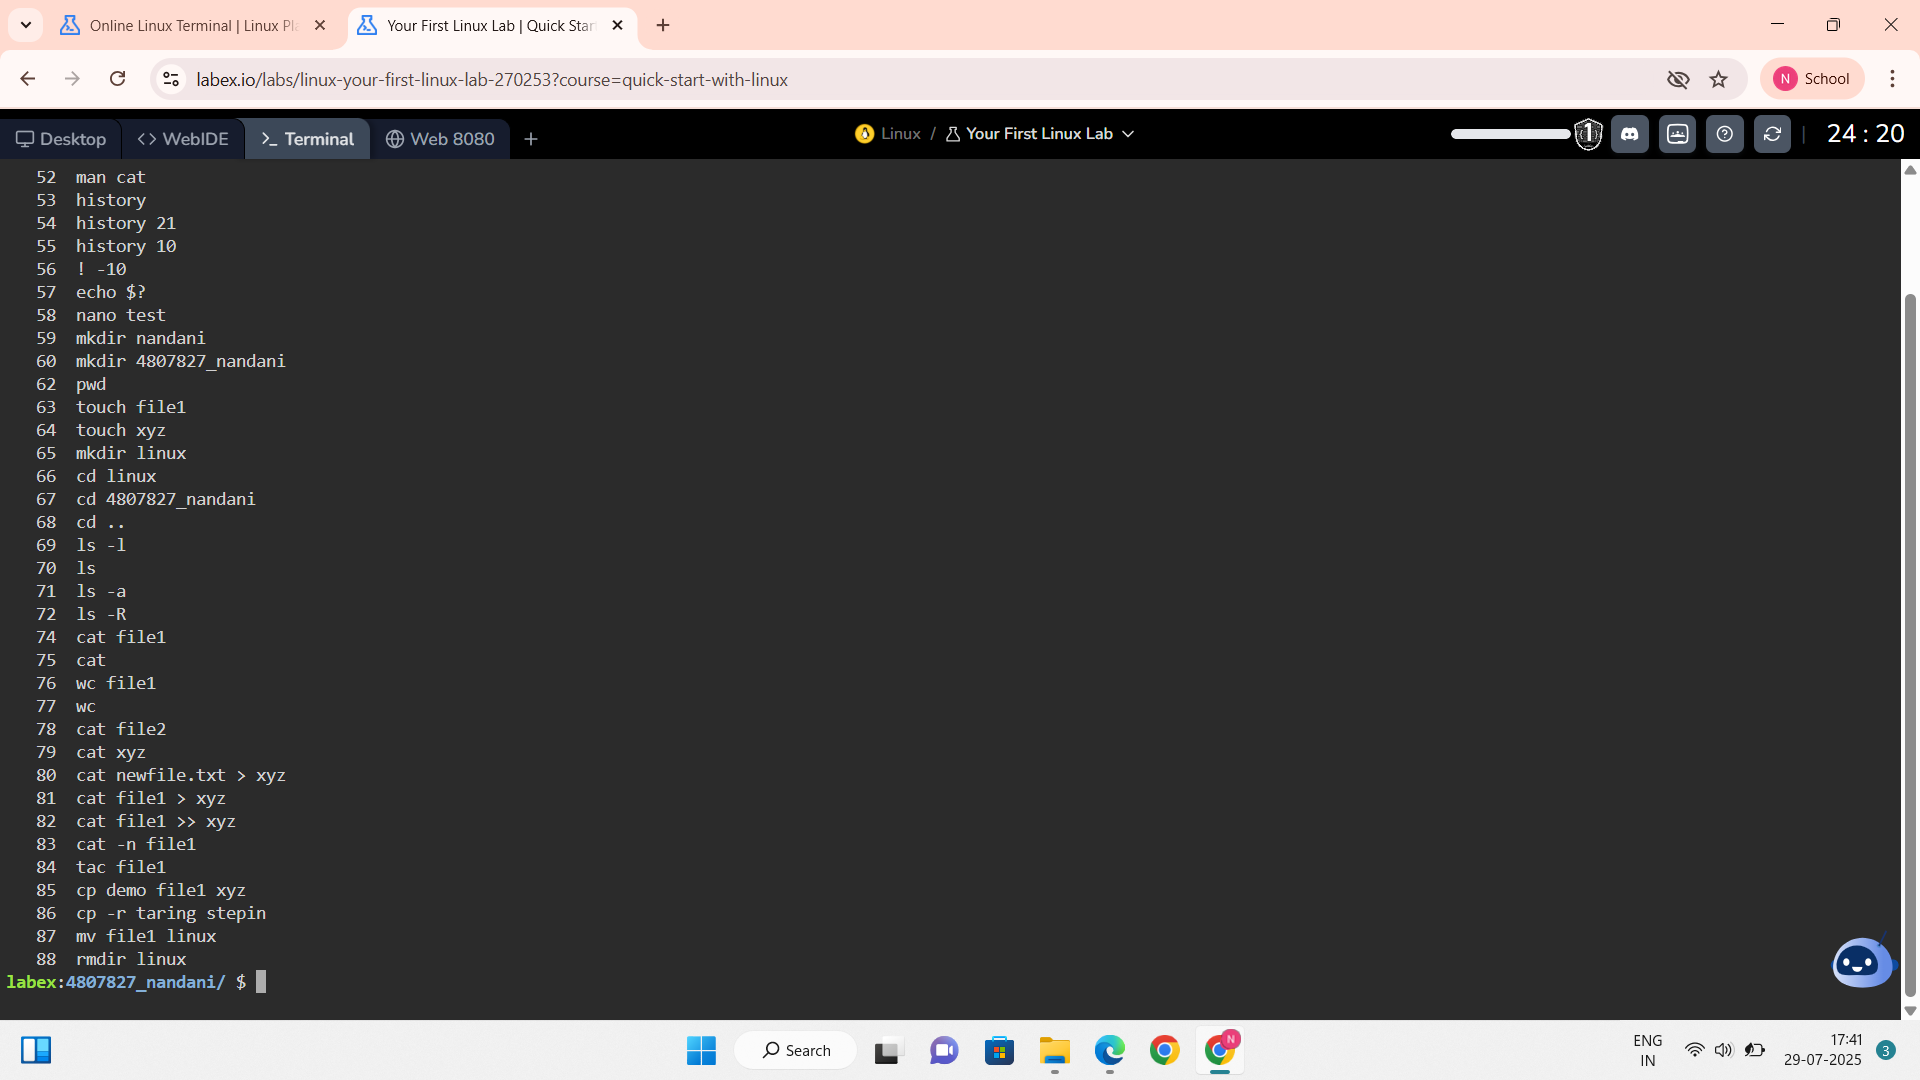 Online Linux Terminal | Linux Pl
Your First Linux Lab | Quick Star
labex.io/labs/linux-your-first-linux-lab-270253?course=quick-start-with-linux
N School
Desktop
WebIDE
Terminal
Web 8080
Linux / Your First Linux Lab
1
24 : 20
52 man cat
53 history
54 history 21
55 history 10
56 ! -10
57 echo $?
58 nano test
59 mkdir nandani
60 mkdir 4807827_nandani
62 pwd
63 touch file1
64 touch xyz
65 mkdir linux
66 cd linux
67 cd 4807827_nandani
68 cd ..
69 ls -l
70 ls
71 ls -a
72 ls -R
74 cat file1
75 cat
76 wc file1
77 wc
78 cat file2
79 cat xyz
80 cat newfile.txt > xyz
81 cat file1 > xyz
82 cat file1 >> xyz
83 cat -n file1
84 tac file1
85 cp demo file1 xyz
86 cp -r taring stepin
87 mv file1 linux
88 rmdir linux
labex:4807827_nandani/ $
Search
N
ENG
IN
17:41
29-07-2025
3